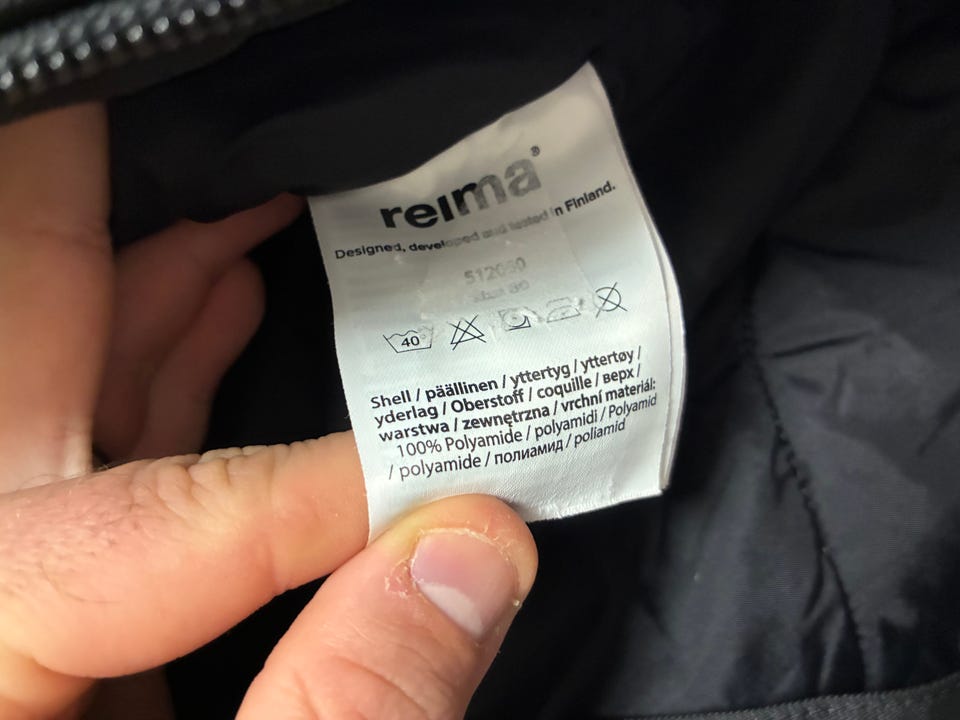 reima®
Designed, developed and tested in Finland.
40
Shell / päällinen / yttertyg / yttertøy /
yderlag / Oberstoff / coquille / верх /
warstwa / zewnętrzna / vrchní materiál:
100% Polyamide / polyamidi / Polyamid
/ polyamide / полиамид / poliamid